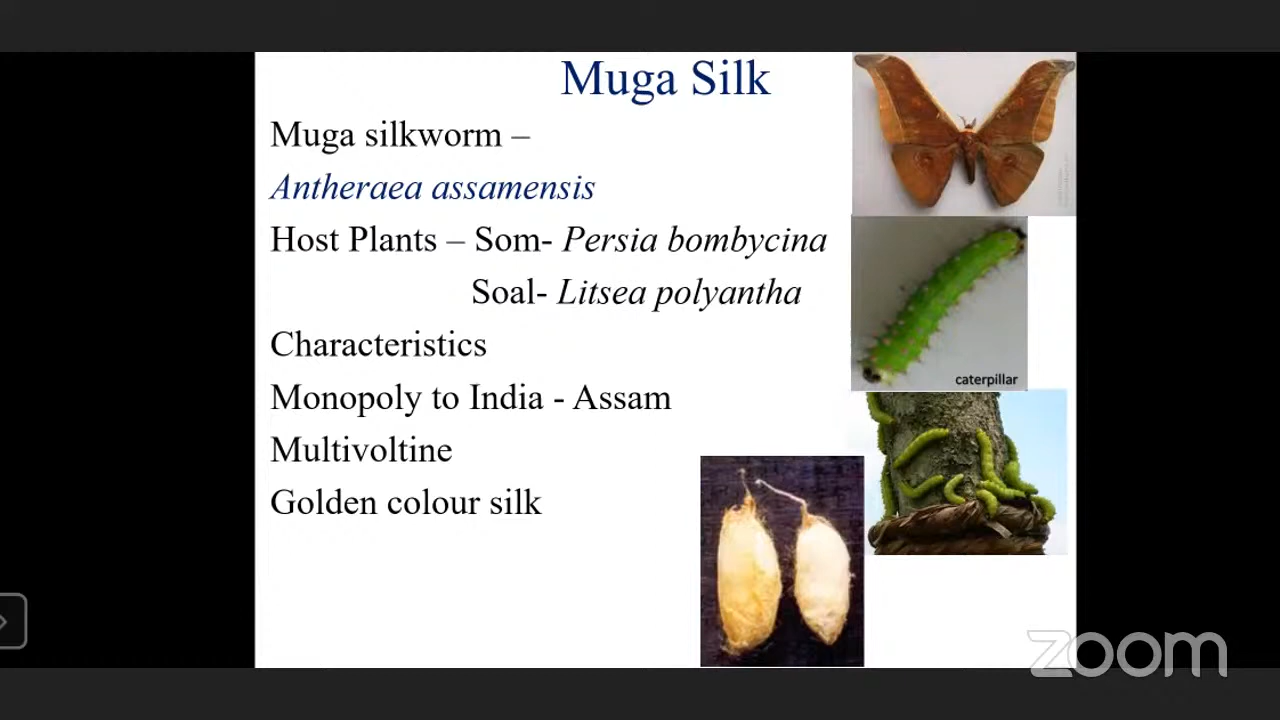 Muga Silk
Muga silkworm –
Antheraea assamensis
Host Plants – Som- Persia bombycina
Soal- Litsea polyantha
Characteristics
Monopoly to India - Assam
Multivoltine
Golden colour silk
caterpillar
zoom